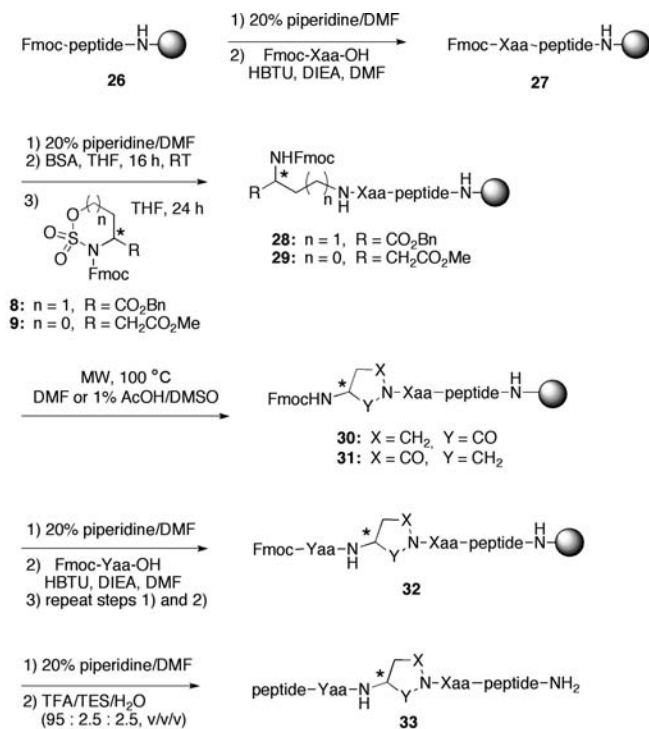 Fmoc-peptide-N
H
26
1) 20% piperidine/DMF
2) Fmoc-Xaa-OH
HBTU, DIEA, DMF
Fmoc-Xaa-peptide-N
H
27
1) 20% piperidine/DMF
2) BSA, THF, 16 h, RT
3)
THF, 24 h
( )n
O
O
S
O
N
*
R
Fmoc
8: n = 1, R = CO2Bn
9: n = 0, R = CH2CO2Me
NHFmoc
*
R
( )n
N-Xaa-peptide-N
H
H
28: n = 1, R = CO2Bn
29: n = 0, R = CH2CO2Me
MW, 100 °C
DMF or 1% AcOH/DMSO
FmocHN
*
X
Y
N-Xaa-peptide-N
H
30: X = CH2, Y = CO
31: X = CO, Y = CH2
1) 20% piperidine/DMF
2) Fmoc-Yaa-OH
HBTU, DIEA, DMF
3) repeat steps 1) and 2)
Fmoc-Yaa-N
H
*
X
Y
N-Xaa-peptide-N
H
32
1) 20% piperidine/DMF
2) TFA/TES/H2O
(95 : 2.5 : 2.5, v/v/v)
peptide-Yaa-N
H
*
X
Y
N-Xaa-peptide-NH2
33